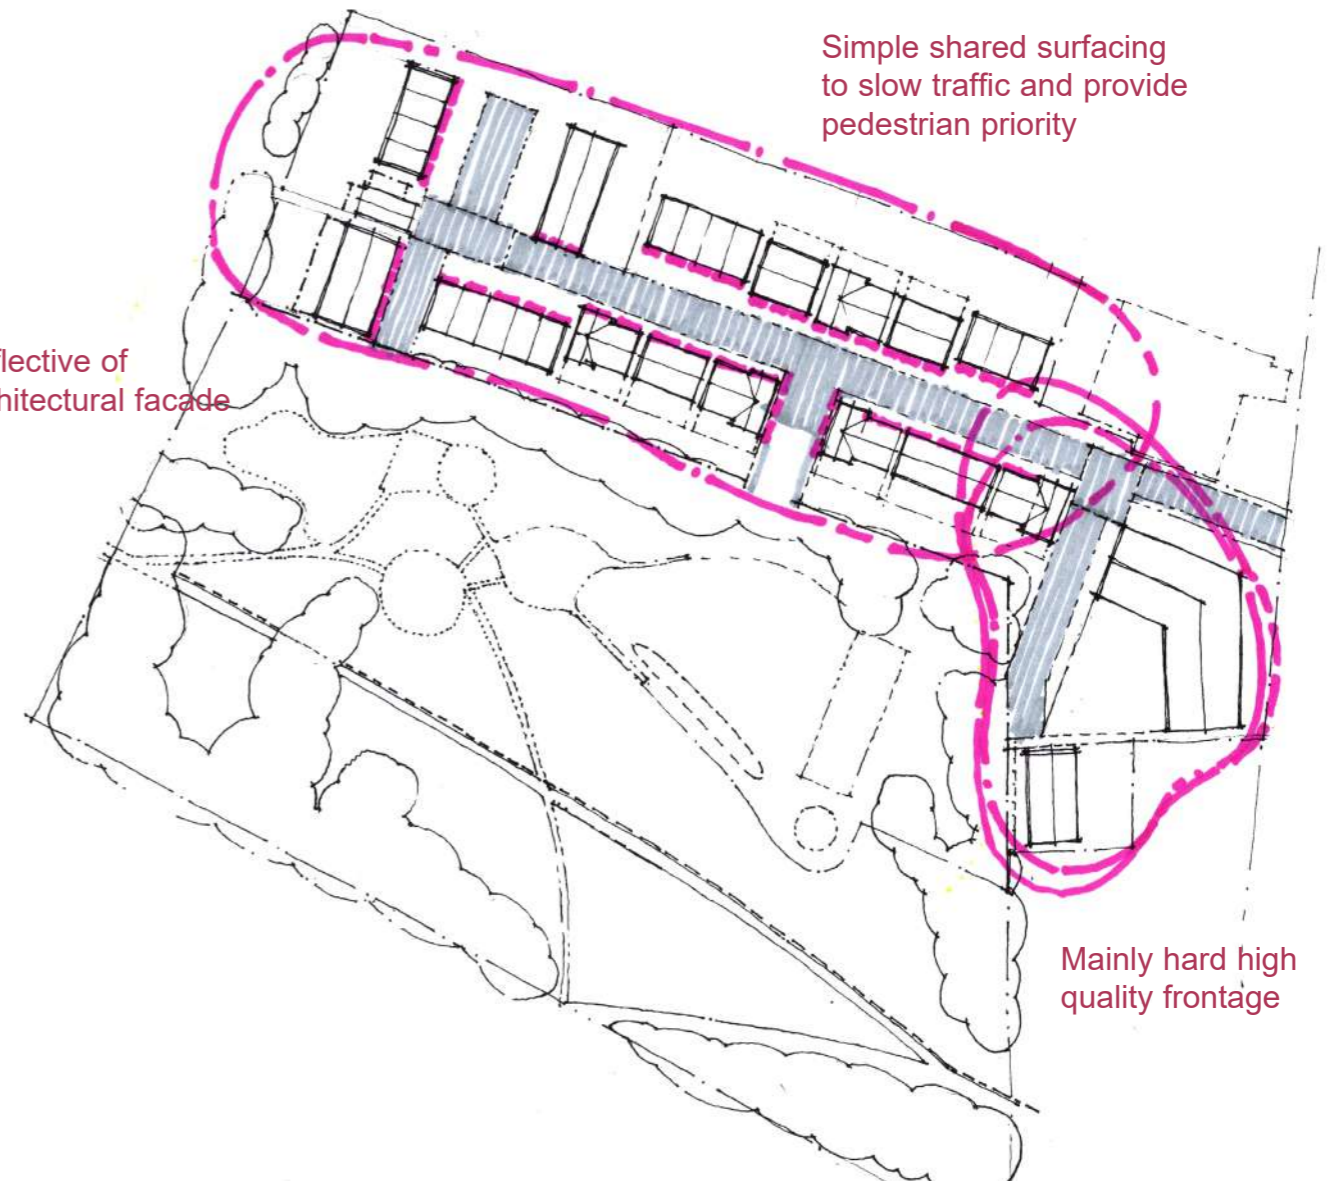 Simple shared surfacing
to slow traffic and provide
pedestrian priority
flective of
hitectural facade
Mainly hard high
quality frontage